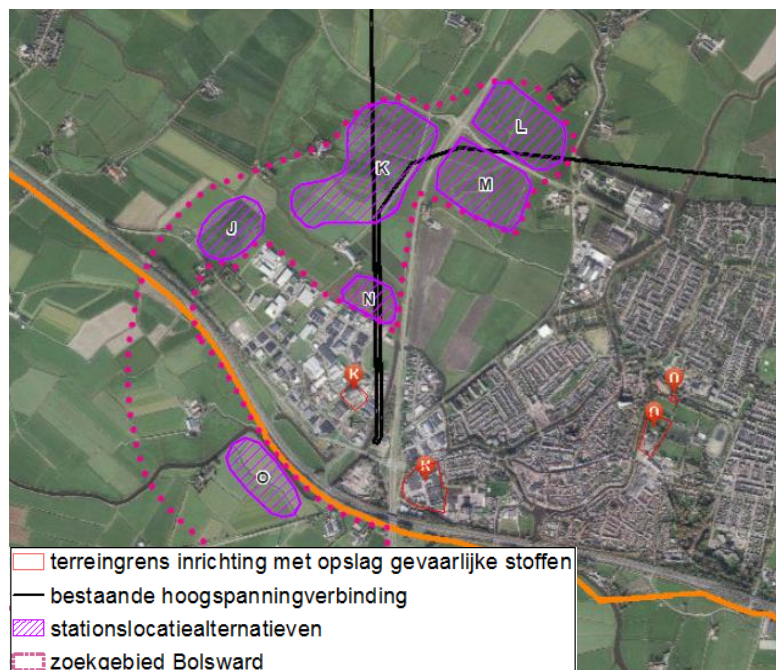 L
K
M
J
N
K
O
K
terreingrens inrichting met opslag gevaarlijke stoffen
bestaande hoogspanningverbinding
stationslocatiealternatieven
zoekgebied Bolsward